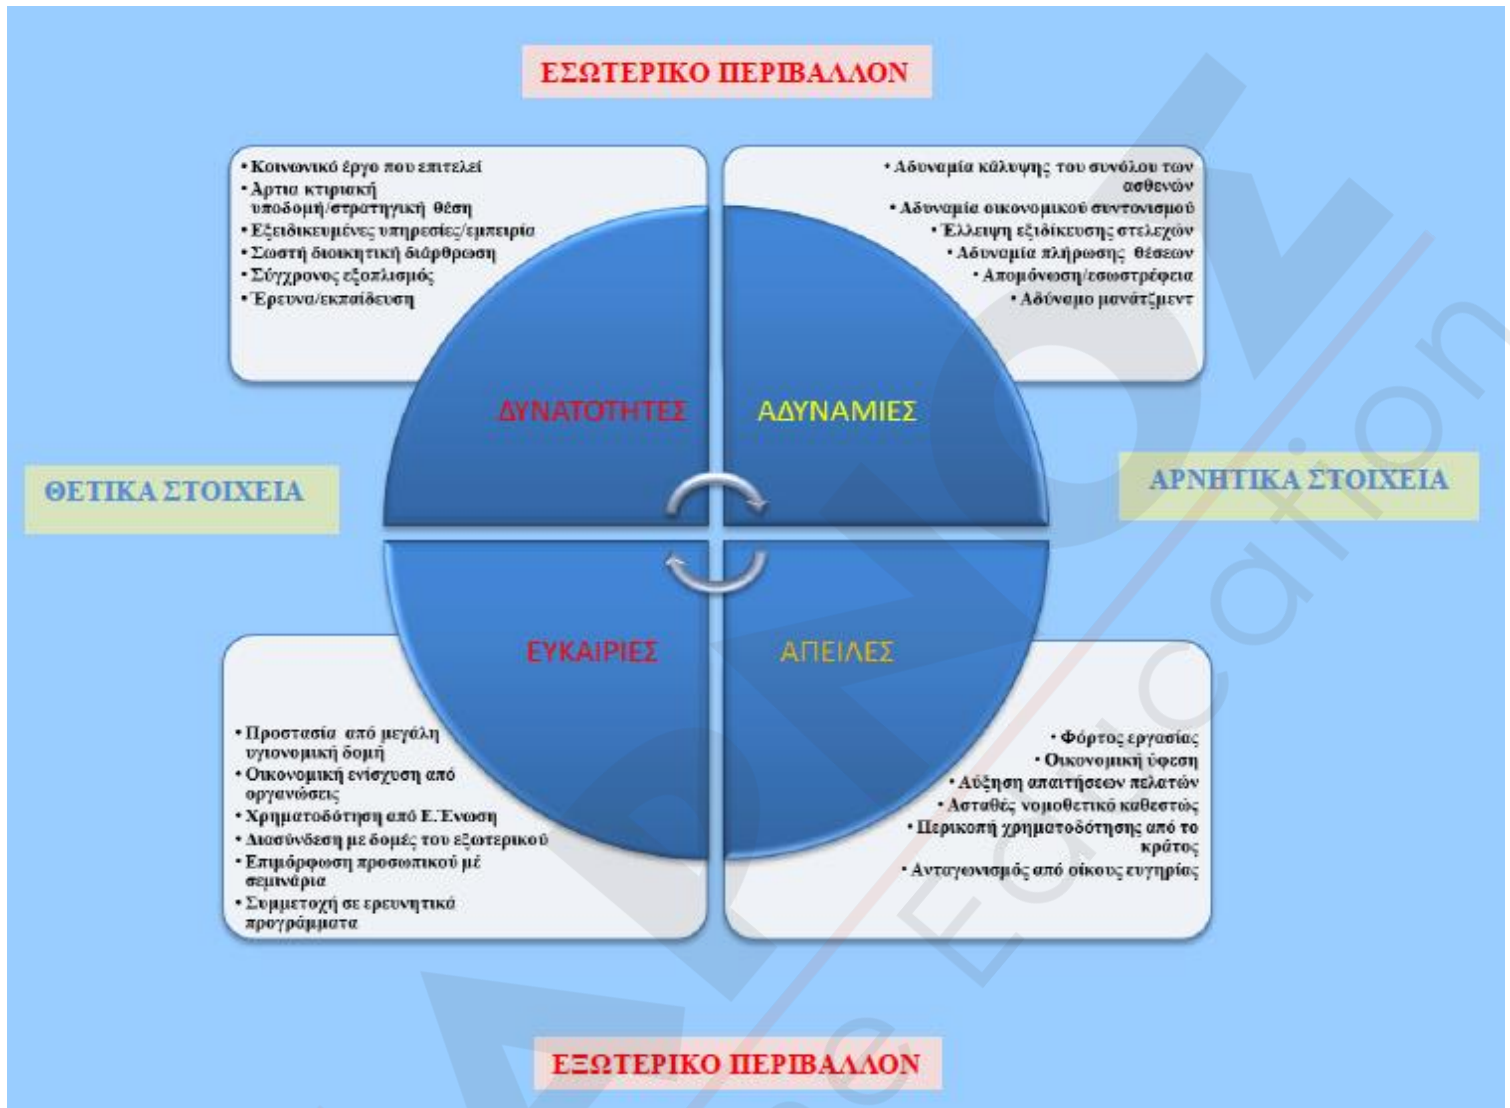 ΕΣΩΤΕΡΙΚΟ ΠΕΡΙΒΑΛΛΟΝ
• Κοινωνικό έργο που επιτελεί
• Άρτια κτιριακή
υποδομή/στρατηγική θέση
• Εξειδικευμένες υπηρεσίες/εμπειρία
• Σωστή διοικητική διάρθρωση
• Σύγχρονος εξοπλισμός
• Έρευνα/εκπαίδευση
• Αδυναμία κάλυψης του συνόλου των
ασθενών
• Αδυναμία οικονομικού συντονισμού
• Έλλειψη εξιδίκευσης στελεχών
• Αδυναμία πλήρωσης θέσεων
• Απομόνωση/εσωστρέφεια
• Αδύναμο μανάτζμεντ
ΔΥΝΑΤΟΤΗΤΕΣ
ΑΔΥΝΑΜΙΕΣ
ΘΕΤΙΚΑ ΣΤΟΙΧΕΙΑ
ΑΡΝΗΤΙΚΑ ΣΤΟΙΧΕΙΑ
ΕΥΚΑΙΡΙΕΣ
ΑΠΕΙΛΕΣ
• Προστασία από μεγάλη
υγιονομική δομή
• Οικονομική ενίσχυση από
οργανώσεις
• Χρηματοδότηση από Ε.Ένωση
• Διασύνδεση με δομές του εξωτερικού
• Επιμόρφωση προσωπικού μέ
σεμινάρια
• Συμμετοχή σε ερευνητικά
προγράμματα
• Φόρτος εργασίας
• Οικονομική ύφεση
• Αύξηση απαιτήσεων πελατών
• Ασταθές νομοθετικό καθεστώς
• Περικοπή χρηματοδότησης από το
κράτος
• Ανταγωνισμός από οίκους ευγηρίας
ΕΞΩΤΕΡΙΚΟ ΠΕΡΙΒΑΛΛΟΝ
Education